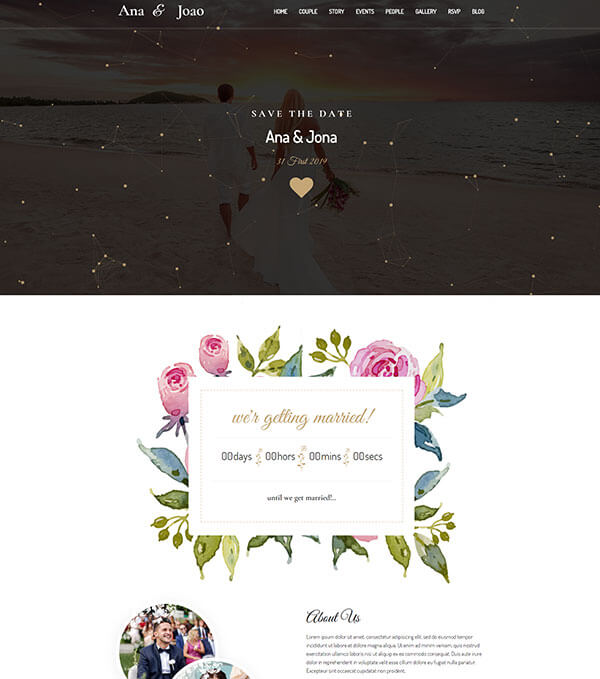 Ana & Joao
HOME COUPLE STORY EVENTS PEOPLE GALLERY RSVP BLOG
SAVE THE DATE
Ana & Jona
31 First 2019
we'r getting married!
00days 00hors 00mins 00secs
until we get married!..
About Us
Lorem ipsum dolor sit amet, consectetur adipisicing elit, sed do eiusmod tempor
incididunt ut labore et dolore magna aliqua. Ut enim ad minim veniam, quis nostrud
exercitation ullamco laboris nisi ut aliquip ex ea commodo consequat. Duis aute irure
dolor in reprehenderit in voluptate velit esse cillum dolore eu fugiat nulla pariatur.
Excepteur sint occaecat cupidatat non proident.